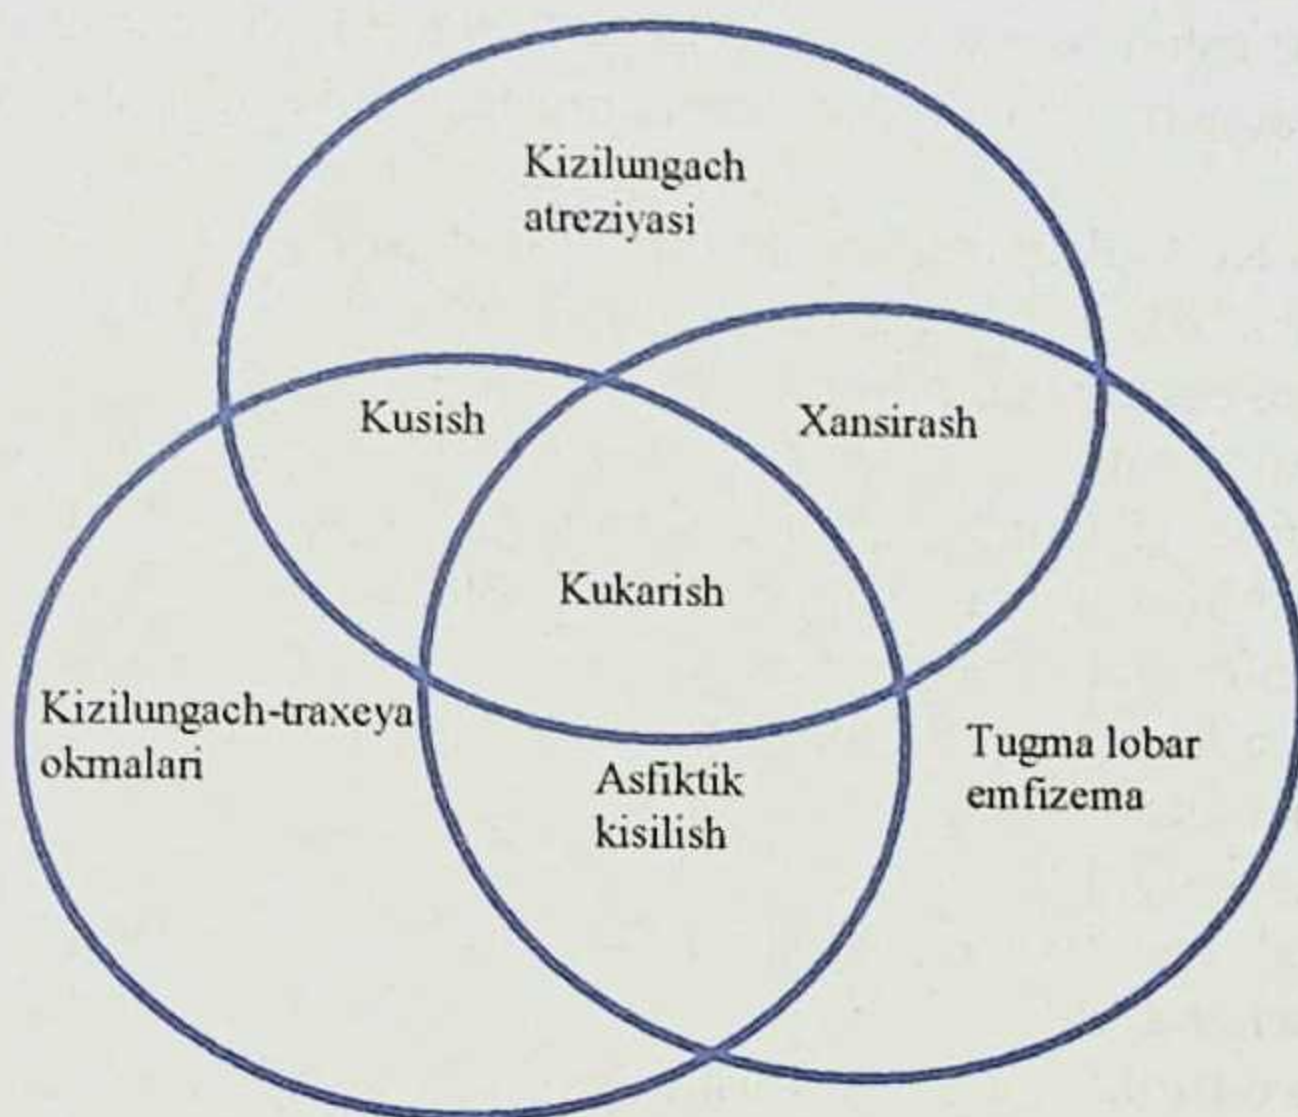 Kizilungach
atreziyasi
Kusish
Xansirash
Kukarish
Kizilungach-traxeya
okmalari
Tugma lobar
emfizema
Asfiktik
kisilish